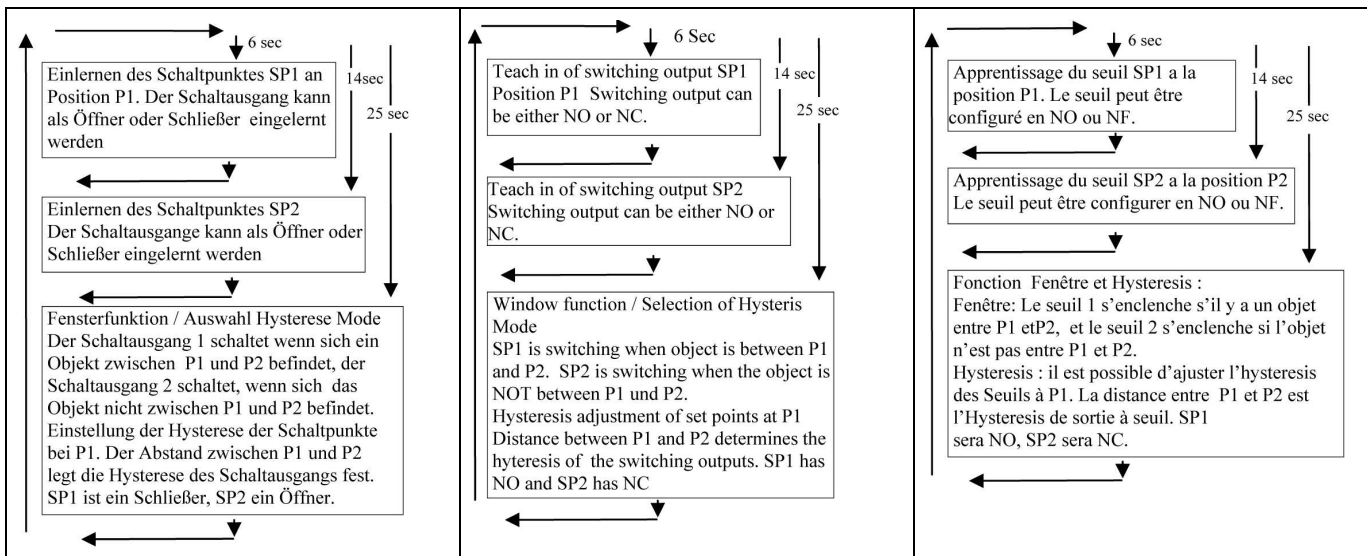 6 sec
14sec
25 sec
Einlernen des Schaltpunktes SP1 an
Position P1. Der Schaltausgang kann
als Öffner oder Schließer eingelernt
werden
Einlernen des Schaltpunktes SP2
Der Schaltausgange kann als Öffner oder
Schließer eingelernt werden
Fensterfunktion / Auswahl Hysterese Mode
Der Schaltausgang 1 schaltet wenn sich ein
Objekt zwischen P1 und P2 befindet, der
Schaltausgang 2 schaltet, wenn sich das
Objekt nicht zwischen P1 und P2 befindet.
Einstellung der Hysterese der Schaltpunkte
bei P1. Der Abstand zwischen P1 und P2
legt die Hysterese des Schaltausgangs fest.
SP1 ist ein Schließer, SP2 ein Öffner.
6 Sec
14 sec
25 sec
Teach in of switching output SP1
Position P1 Switching output can
be either NO or NC.
Teach in of switching output SP2
Switching output can be either NO or
NC.
Window function / Selection of Hysteris
Mode
SP1 is switching when object is between P1
and P2. SP2 is switching when the object is
NOT between P1 und P2.
Hysteresis adjustment of set points at P1
Distance between P1 and P2 determines the
hyteresis of the switching outputs. SP1 has
NO and SP2 has NC
6 sec
14 sec
25 sec
Apprentissage du seuil SP1 a la
position P1. Le seuil peut être
configuré en NO ou NF.
Apprentissage du seuil SP2 a la position P2
Le seuil peut être configurer en NO ou NF.
Fonction Fenêtre et Hysteresis :
Fenêtre: Le seuil 1 s'enclenche s'il y a un objet
entre P1 etP2, et le seuil 2 s'enclenche si l'objet
n'est pas entre P1 et P2.
Hysteresis : il est possible d'ajuster l'hysteresis
des Seuils à P1. La distance entre P1 et P2 est
l'Hysteresis de sortie à seuil. SP1
sera NO, SP2 sera NC.